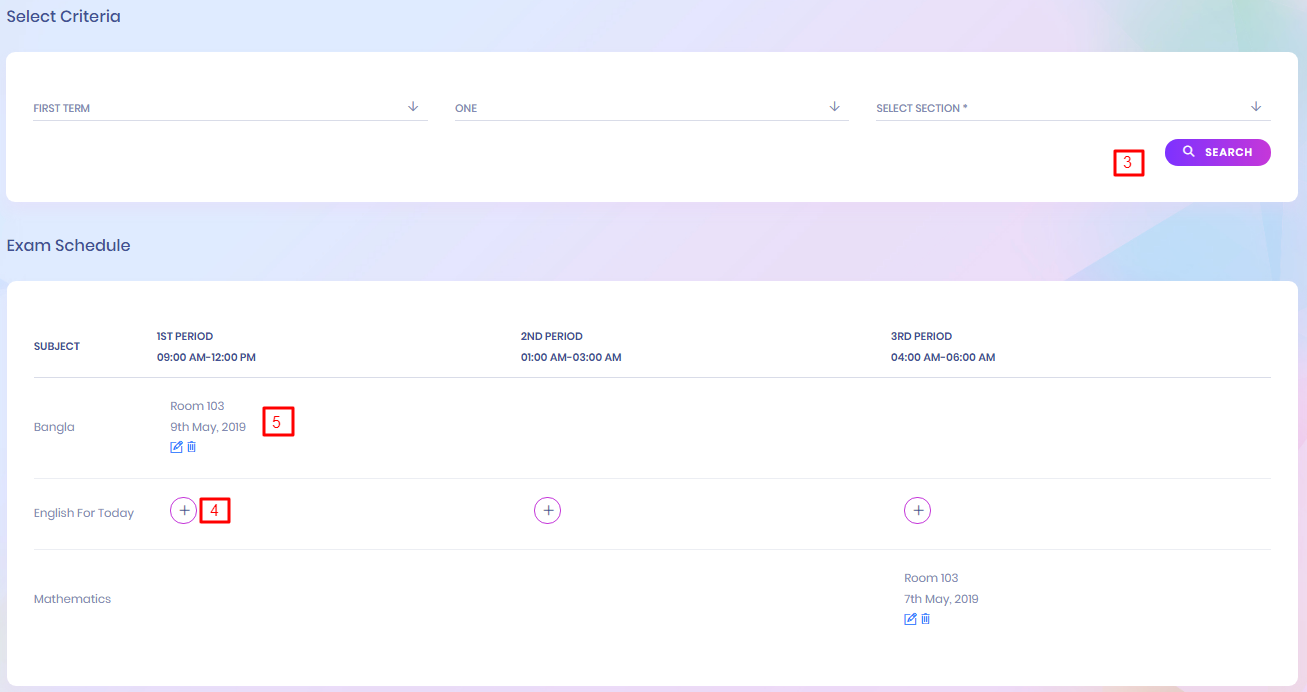 Select Criteria
FIRST TERM
ONE
SELECT SECTION *
3
SEARCH
Exam Schedule
SUBJECT
1ST PERIOD
09:00 AM-12:00 PM
2ND PERIOD
01:00 AM-03:00 AM
3RD PERIOD
04:00 AM-06:00 AM
Bangla
Room 103
9th May, 2019
5
English For Today
4
Mathematics
Room 103
7th May, 2019